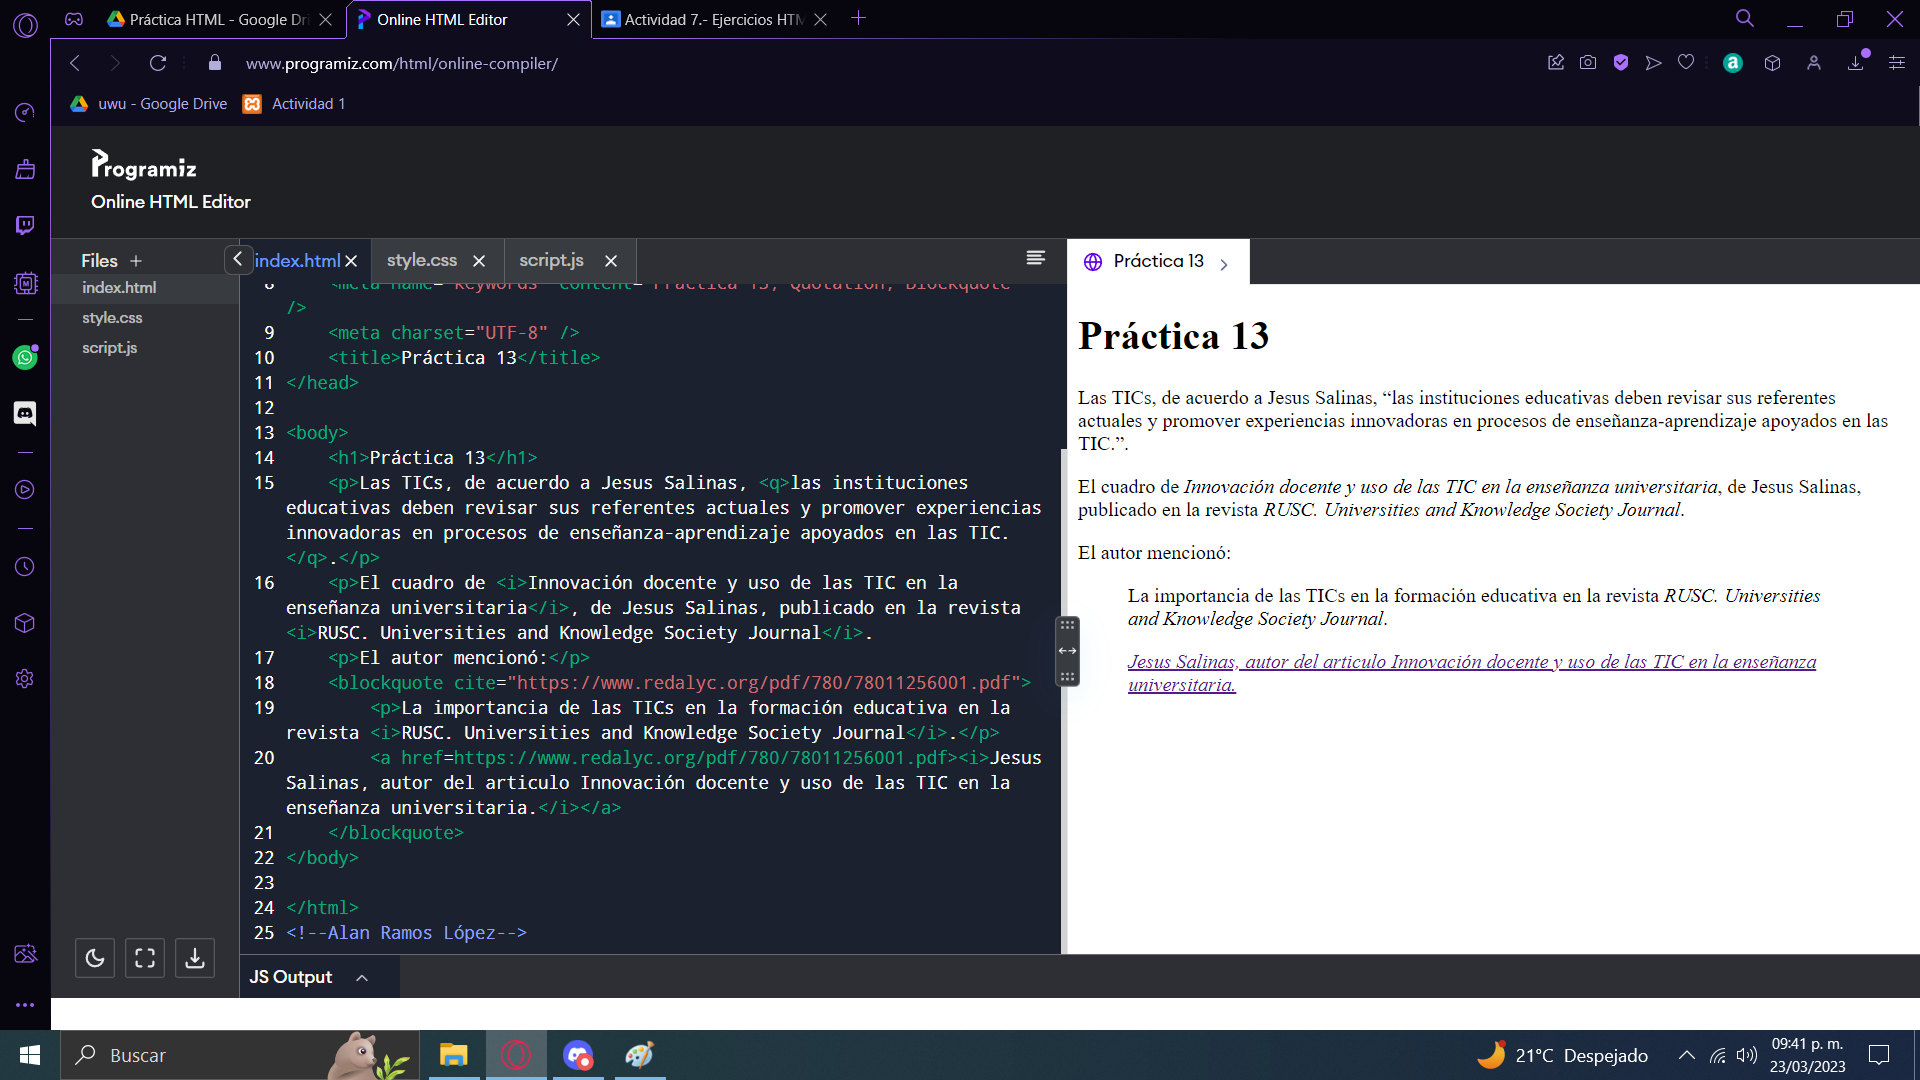 Práctica HTML - Google Dri
Online HTML Editor
Actividad 7.- Ejercicios HTM
www.programiz.com/html/online-compiler/
uwu - Google Drive
Actividad 1
Programiz
Online HTML Editor
Files +
index.html
style.css
script.js
index.html
style.css
script.js
Práctica 13
8 <meta name="keywords" content="Práctica 13, Quotation, Blockquote"
/>
9 <meta charset="UTF-8" />
10 <title>Práctica 13</title>
11 </head>
12
13 <body>
14 <h1>Práctica 13</h1>
15 <p>Las TICs, de acuerdo a Jesus Salinas, <q>las instituciones
educativas deben revisar sus referentes actuales y promover experiencias
innovadoras en procesos de enseñanza-aprendizaje apoyados en las TIC.
</q>.</p>
16 <p>El cuadro de <i>Innovación docente y uso de las TIC en la
enseñanza universitaria</i>, de Jesus Salinas, publicado en la revista
<i>RUSC. Universities and Knowledge Society Journal</i>.
17 <p>El autor mencionó:</p>
18 <blockquote cite="https://www.redalyc.org/pdf/780/78011256001.pdf">
19 <p>La importancia de las TICs en la formación educativa en la
revista <i>RUSC. Universities and Knowledge Society Journal</i>.</p>
20 <a href=https://www.redalyc.org/pdf/780/78011256001.pdf><i>Jesus
Salinas, autor del articulo Innovación docente y uso de las TIC en la
enseñanza universitaria.</i></a>
21 </blockquote>
22 </body>
23
24 </html>
25 <!--Alan Ramos López-->
JS Output
Práctica 13
Las TICs, de acuerdo a Jesus Salinas, “las instituciones educativas deben revisar sus referentes
actuales y promover experiencias innovadoras en procesos de enseñanza-aprendizaje apoyados en las
TIC.”.
El cuadro de Innovación docente y uso de las TIC en la enseñanza universitaria, de Jesus Salinas,
publicado en la revista RUSC. Universities and Knowledge Society Journal.
El autor mencionó:
La importancia de las TICs en la formación educativa en la revista RUSC. Universities
and Knowledge Society Journal.
Jesus Salinas, autor del articulo Innovación docente y uso de las TIC en la enseñanza
universitaria.
Buscar
21°C Despejado
09:41 p. m.
23/03/2023